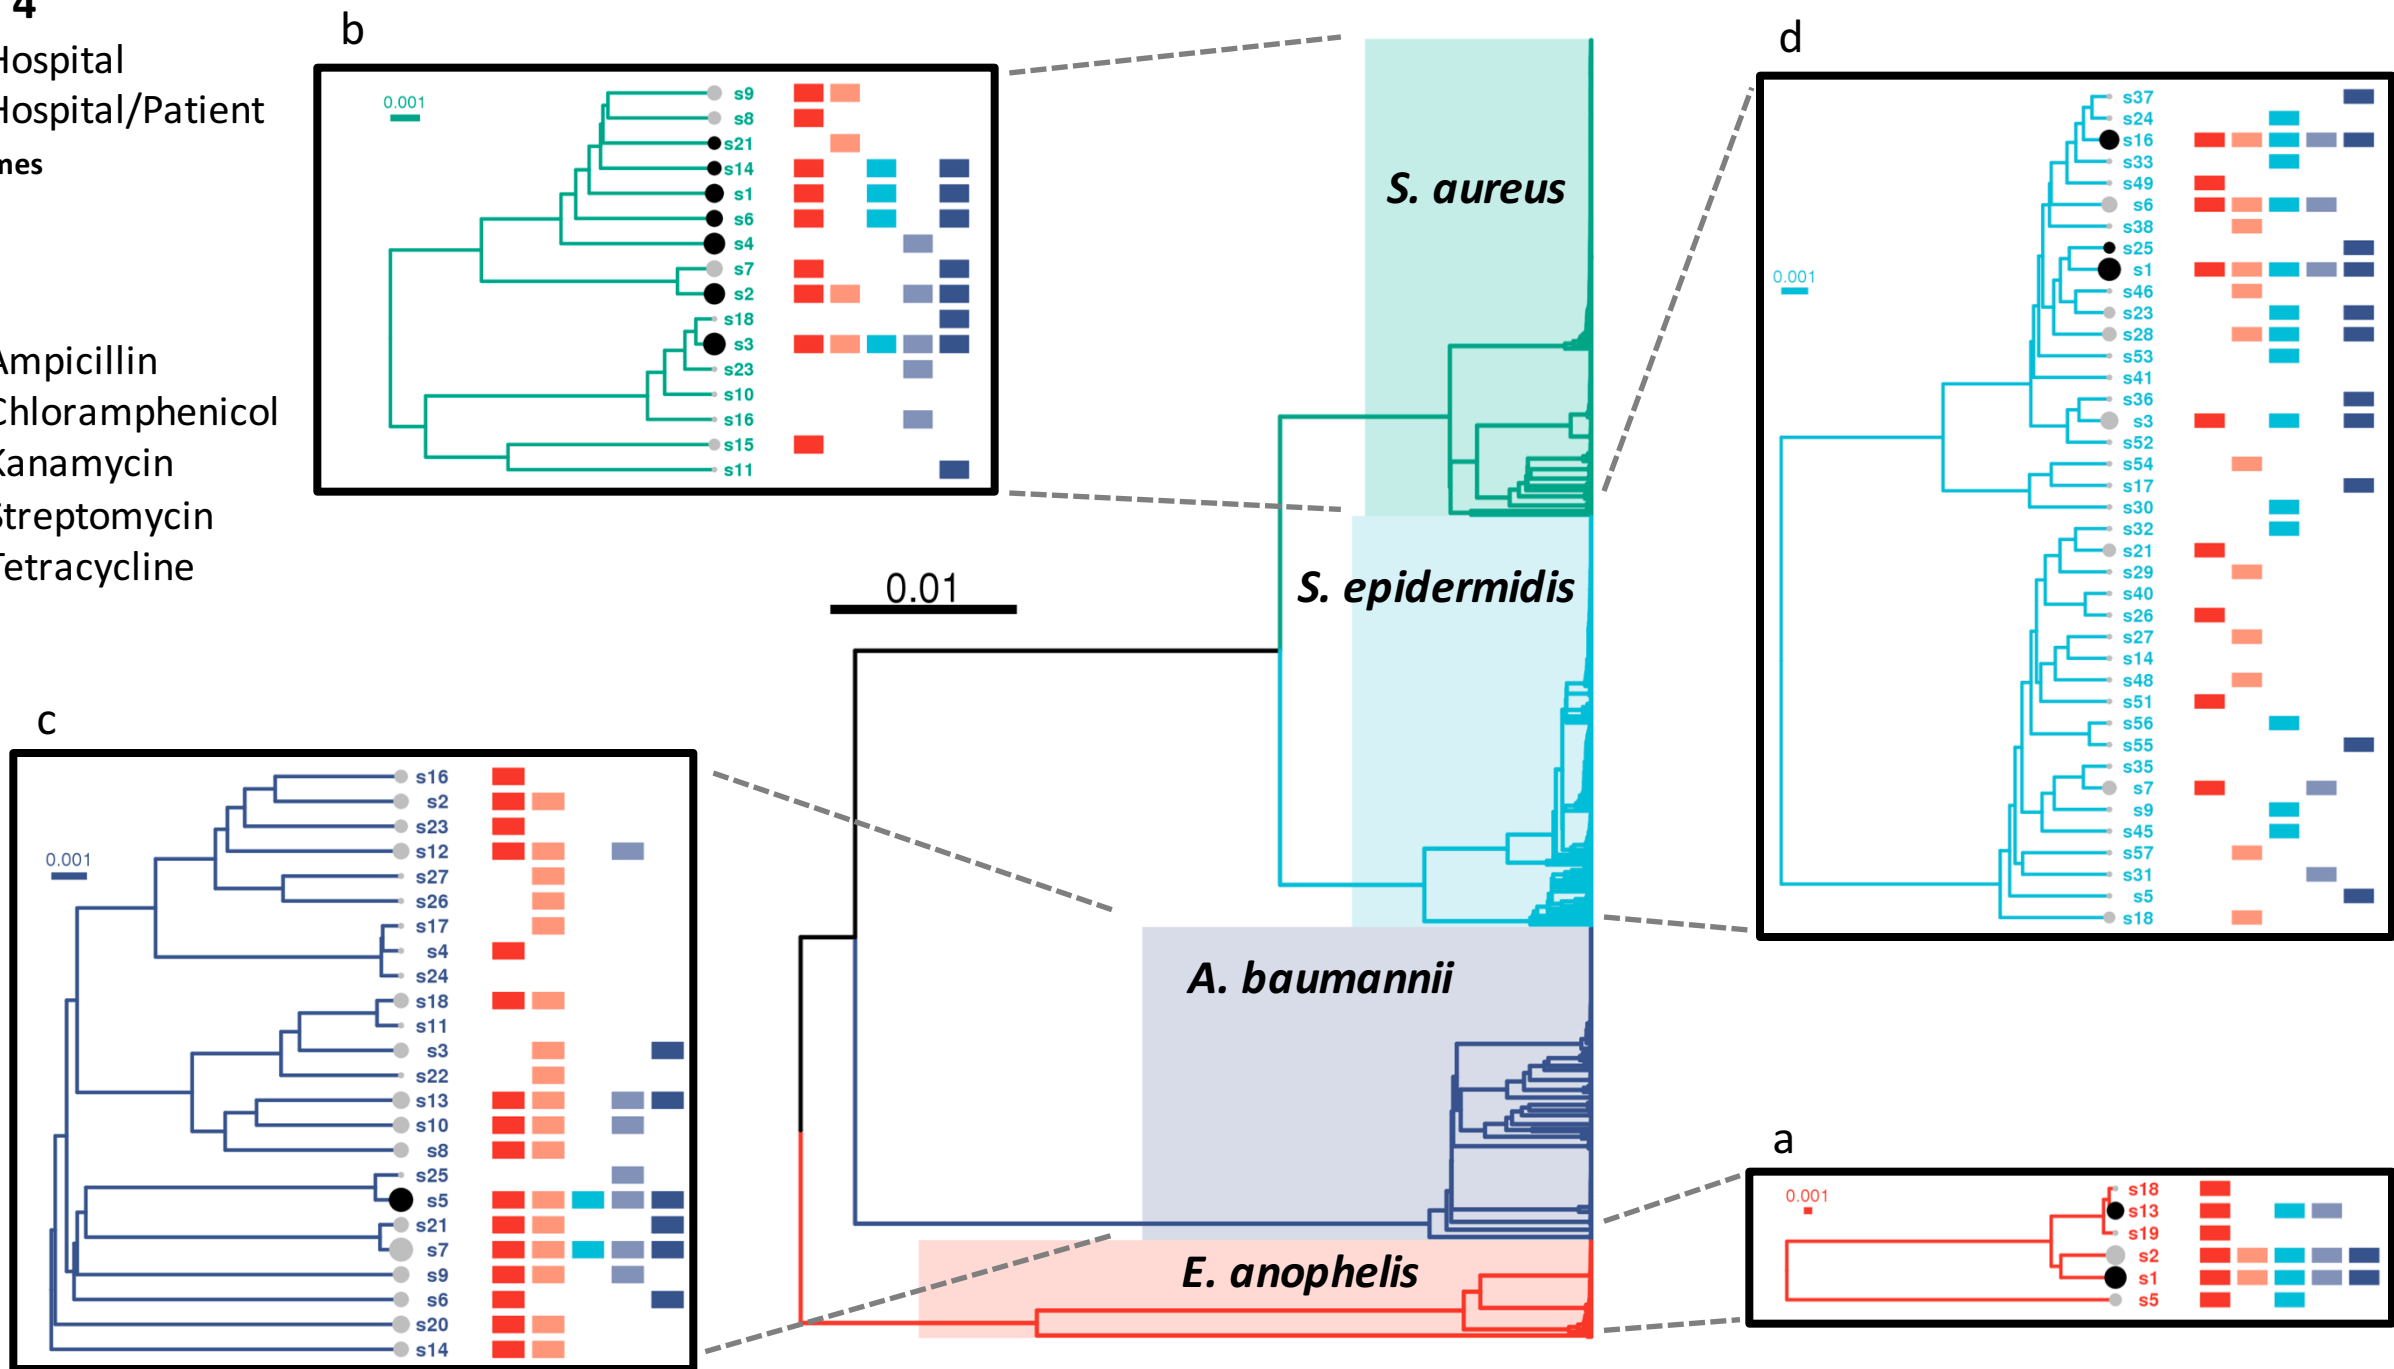 4
Hospital
Hospital/Patient
mes
Ampicillin
Chloramphenicol
Kanamycin
Streptomycin
Tetracycline
b
0.001
s9
s8
s21
s14
s1
s6
s4
s7
s2
s18
s3
s23
s10
s16
s15
s11
S. aureus
S. epidermidis
0.01
A. baumannii
E. anophelis
d
0.001
s37
s24
s16
s33
s49
s6
s38
s25
s1
s46
s23
s28
s53
s41
s36
s3
s52
s54
s17
s30
s32
s21
s29
s40
s26
s27
s14
s48
s51
s56
s55
s35
s7
s9
s45
s57
s31
s5
s18
c
0.001
s16
s2
s23
s12
s27
s26
s17
s4
s24
s18
s11
s3
s22
s13
s10
s8
s25
s5
s21
s7
s9
s6
s20
s14
a
0.001
s18
s13
s19
s2
s1
s5